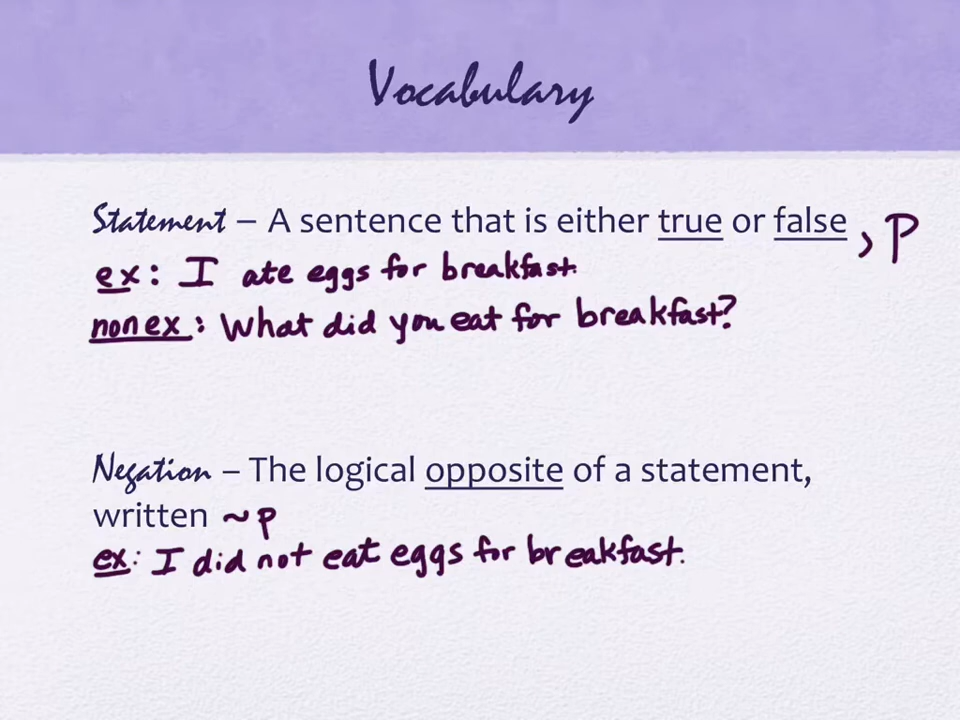 Vocabulary
Statement – A sentence that is either true or false, p
ex: I ate eggs for breakfast.
nonex: What did you eat for breakfast?
Negation – The logical opposite of a statement,
written ~p
ex: I did not eat eggs for breakfast.